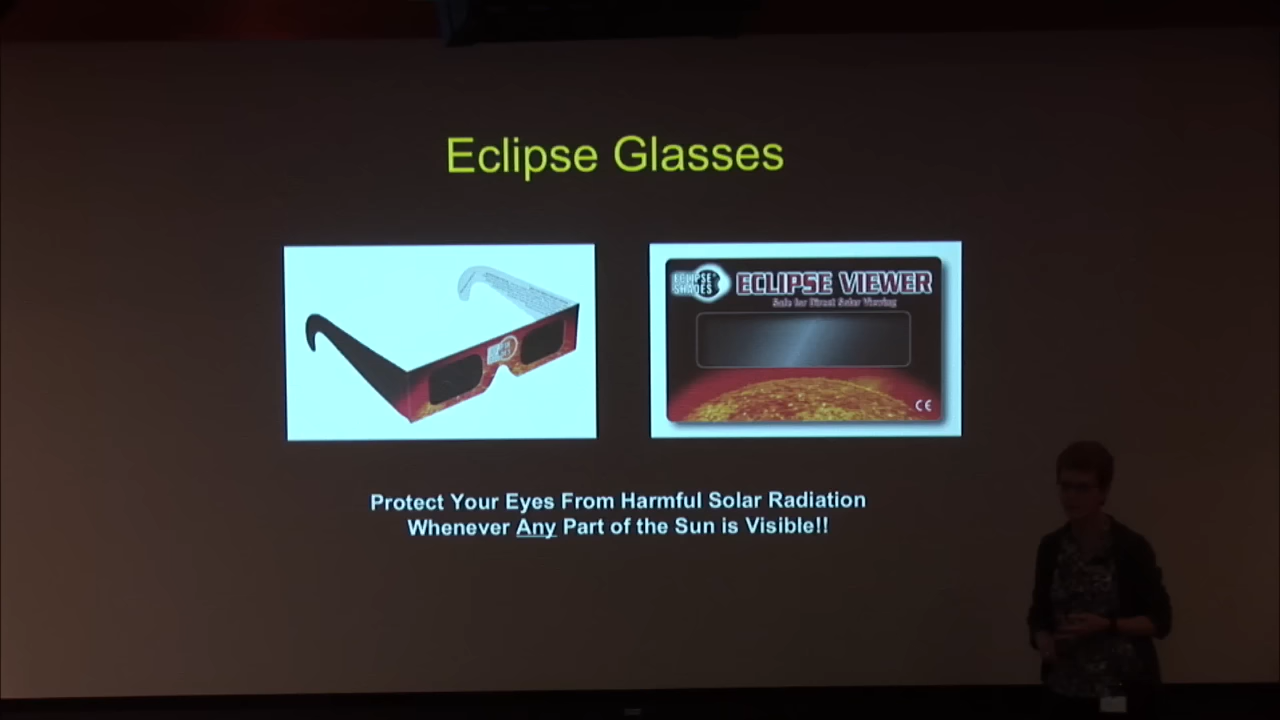 Eclipse Glasses
ECLIPSE
SHADES
ECLIPSE VIEWER
Safe for Direct Solar Viewing
CE
Protect Your Eyes From Harmful Solar Radiation
Whenever Any Part of the Sun is Visible!!